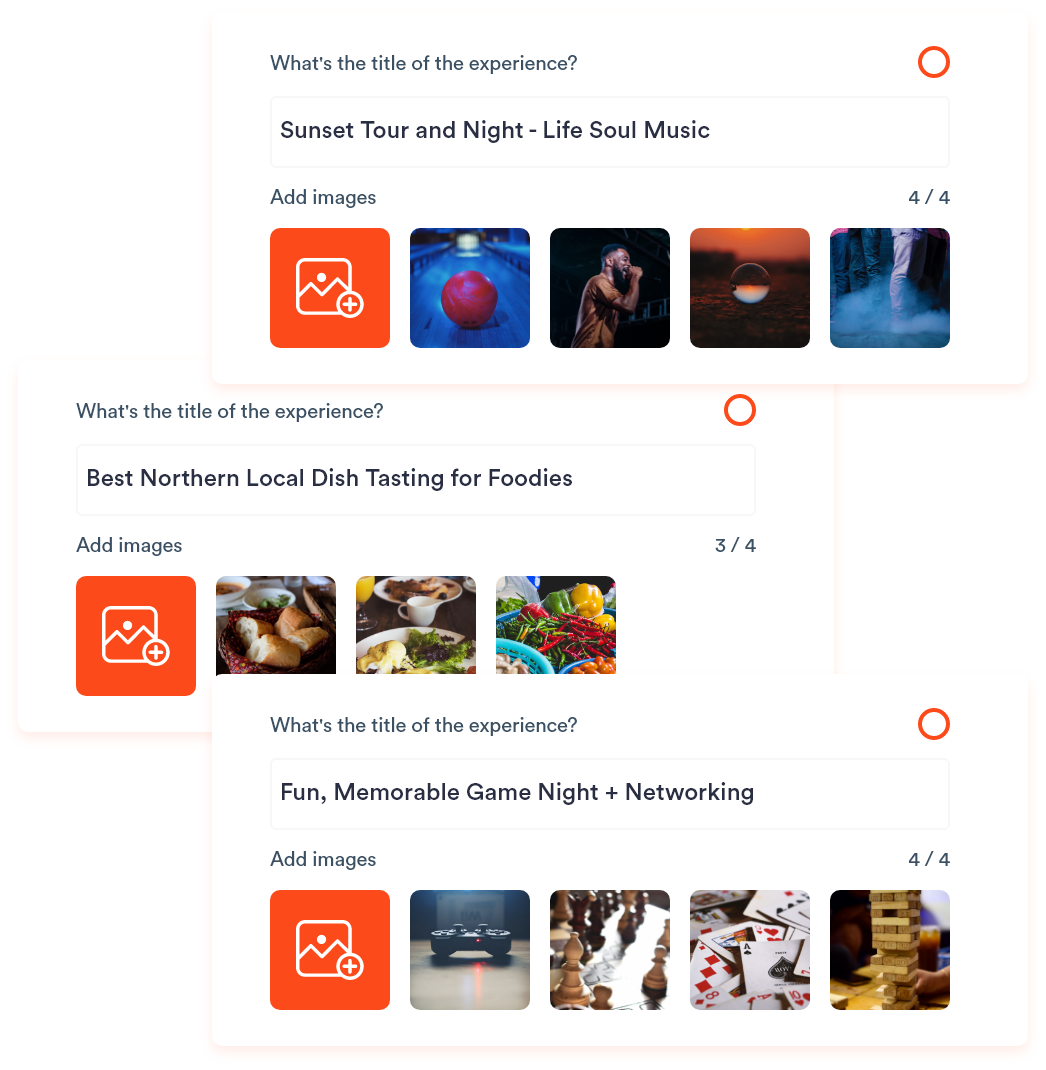 What's the title of the experience?
Sunset Tour and Night - Life Soul Music
Add images
4 / 4
What's the title of the experience?
Best Northern Local Dish Tasting for Foodies
Add images
3 / 4
What's the title of the experience?
Fun, Memorable Game Night + Networking
Add images
4 / 4